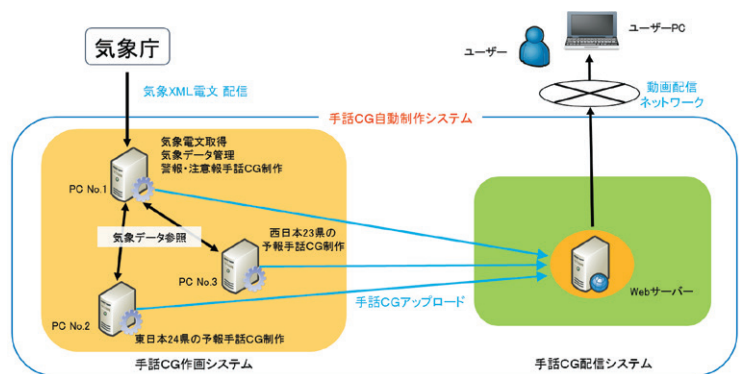 気象庁
ユーザー
ユーザーPC
気象XML電文 配信
動画配信
ネットワーク
手話CG自動制作システム
気象電文取得
気象データ管理
警報・注意報手話CG制作
PC No.1
気象データ参照
西日本23県の
予報手話CG制作
PC No.3
PC No.2
東日本24県の予報手話CG制作
手話CGアップロード
Webサーバー
手話CG作画システム
手話CG配信システム